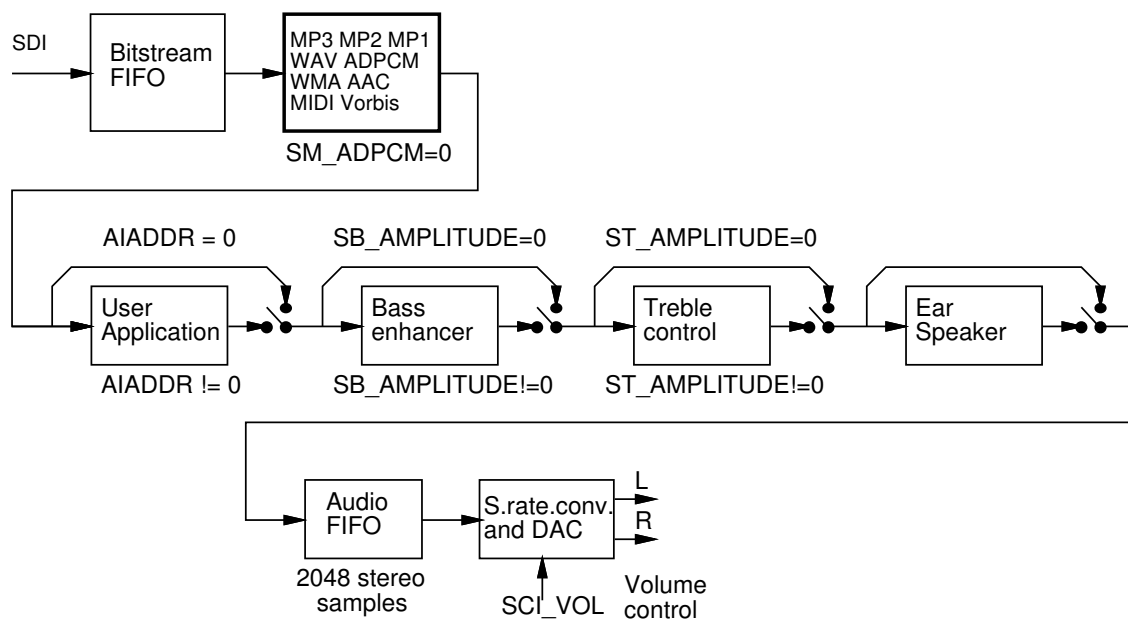 SDI
Bitstream
FIFO
MP3 MP2 MP1
WAV ADPCM
WMA AAC
MIDI Vorbis
SM_ADPCM=0
AIADDR = 0
SB_AMPLITUDE=0
ST_AMPLITUDE=0
User
Application
Bass
enhancer
Treble
control
Ear
Speaker
AIADDR != 0
SB_AMPLITUDE!=0
ST_AMPLITUDE!=0
Audio
FIFO
2048 stereo
samples
S.rate.conv.
and DAC
L
R
SCI_VOL
Volume
control